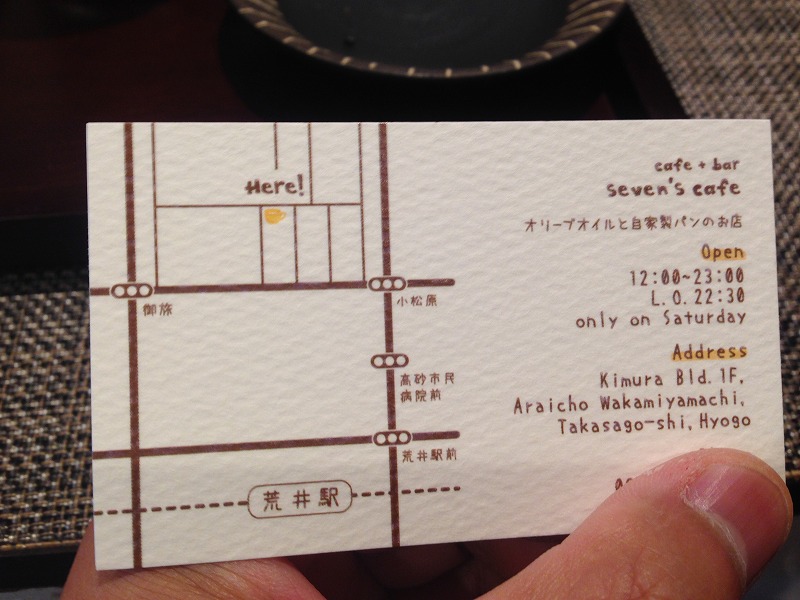 Here!
御旅
小松原
高砂市民
病院前
荒井駅前
荒井駅
cafe + bar
seven's cafe
オリーブオイルと自家製パンのお店
Open
12:00~23:00
L.O.22:30
only on Saturday
Address
Kimura Bld.1F,
Araicho Wakamiyamachi,
Takasago-shi,Hyogo